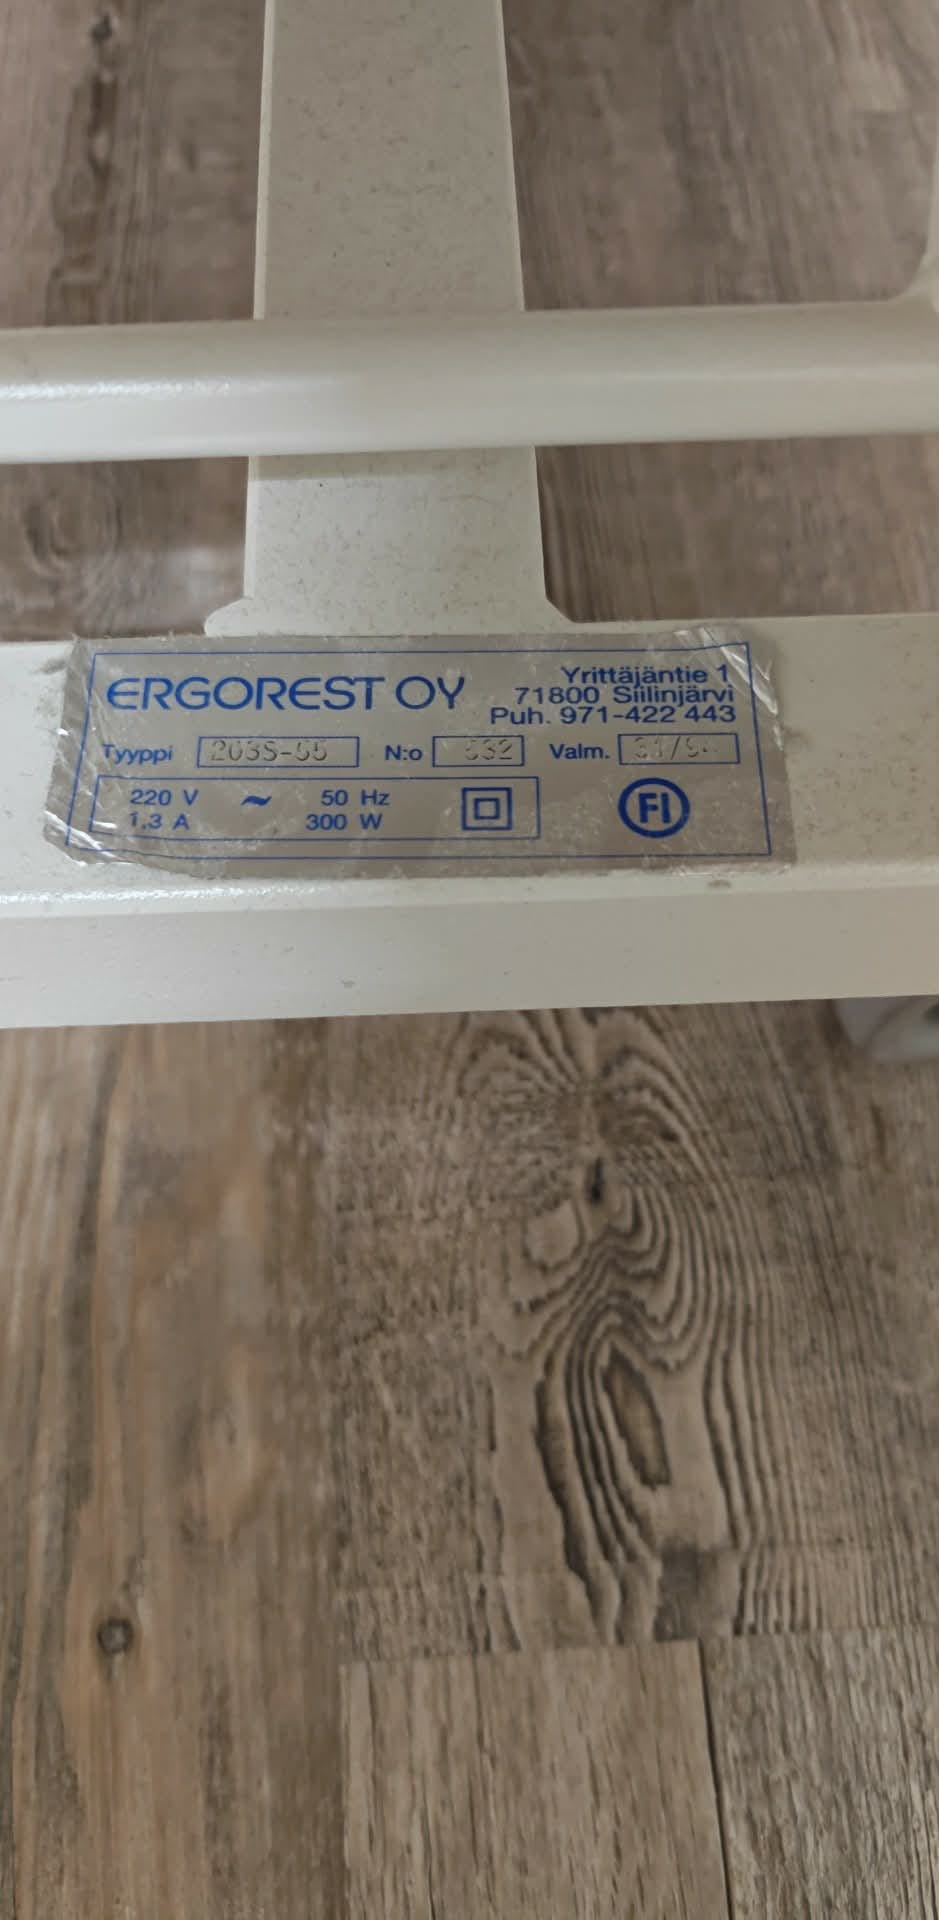 ERGOREST OY
Yrittäjäntie 1
71800 Siilinjärvi
Puh. 971-422 443
Tyyppi N:o Valm.
220 V ~ 50 Hz
1,3 A 300 W
FI